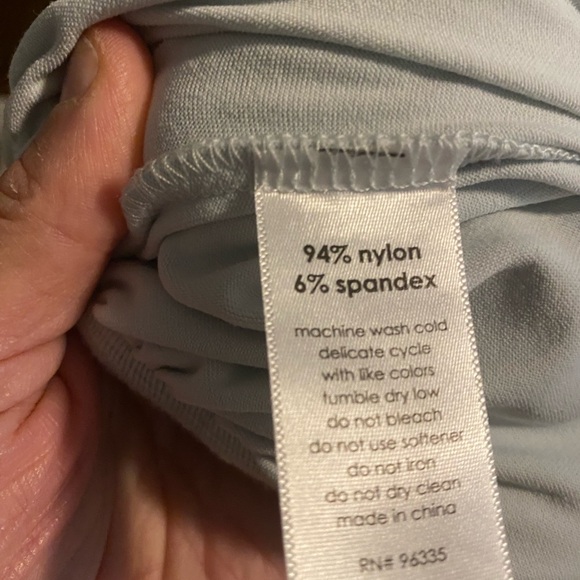 94% nylon
6% spandex
machine wash cold
delicate cycle
with like colors
tumble dry low
do not bleach
do not use softener
do not iron
do not dry clean
made in china
RN# 96335